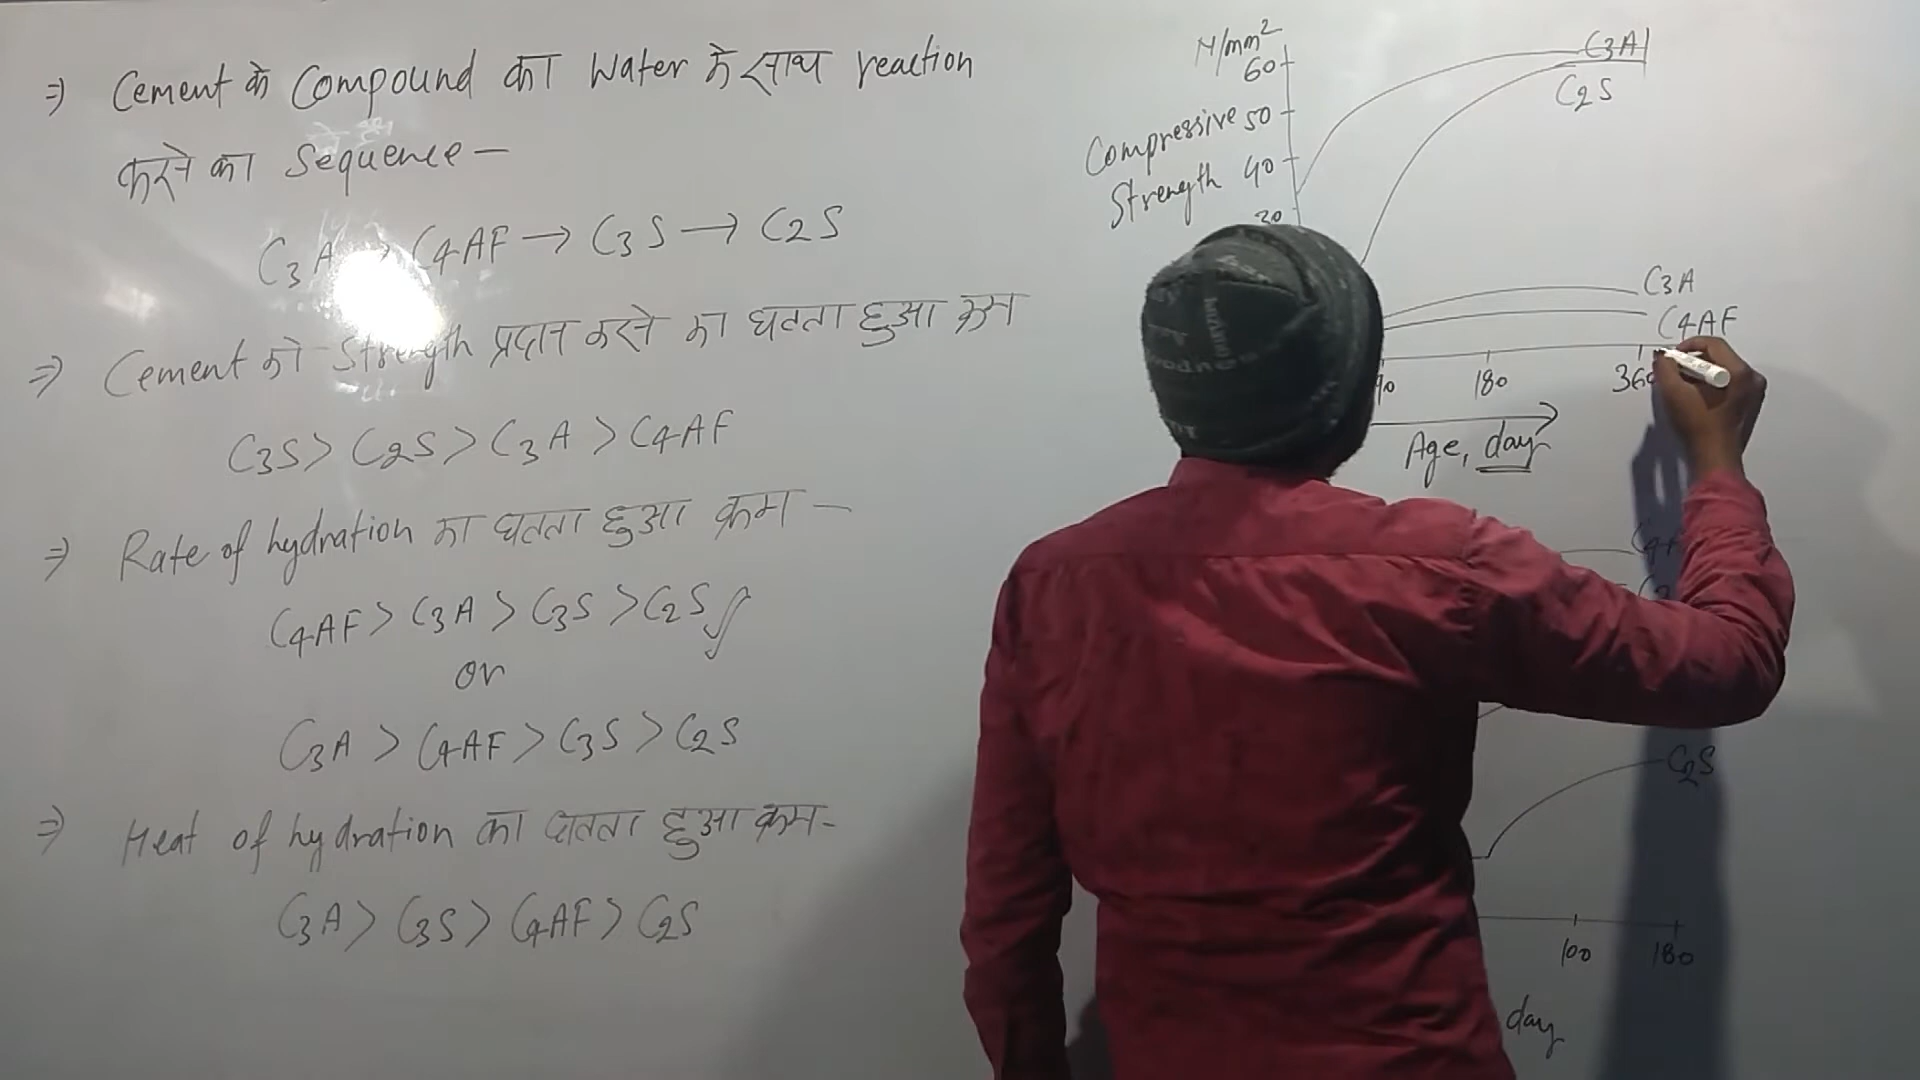 ⇒ Cement के Compound का Water के साथ reaction
करने का Sequence —
C3A → C4AF → C3S → C2S
⇒ Cement को Strength प्रदान करने का घटता हुआ क्रम
C3S > C2S > C3A > C4AF
⇒ Rate of hydration का घटता हुआ क्रम —
C4AF > C3A > C3S > C2S
or
C3A > C4AF > C3S > C2S
⇒ Heat of hydration का घटता हुआ क्रम -
C3A > C3S > C4AF > C2S
N/mm2
60
C3A
C2S
Compressive 50
Strength 40
C3A
C4AF
90 180 360
Age, day
C2S
100 180
day